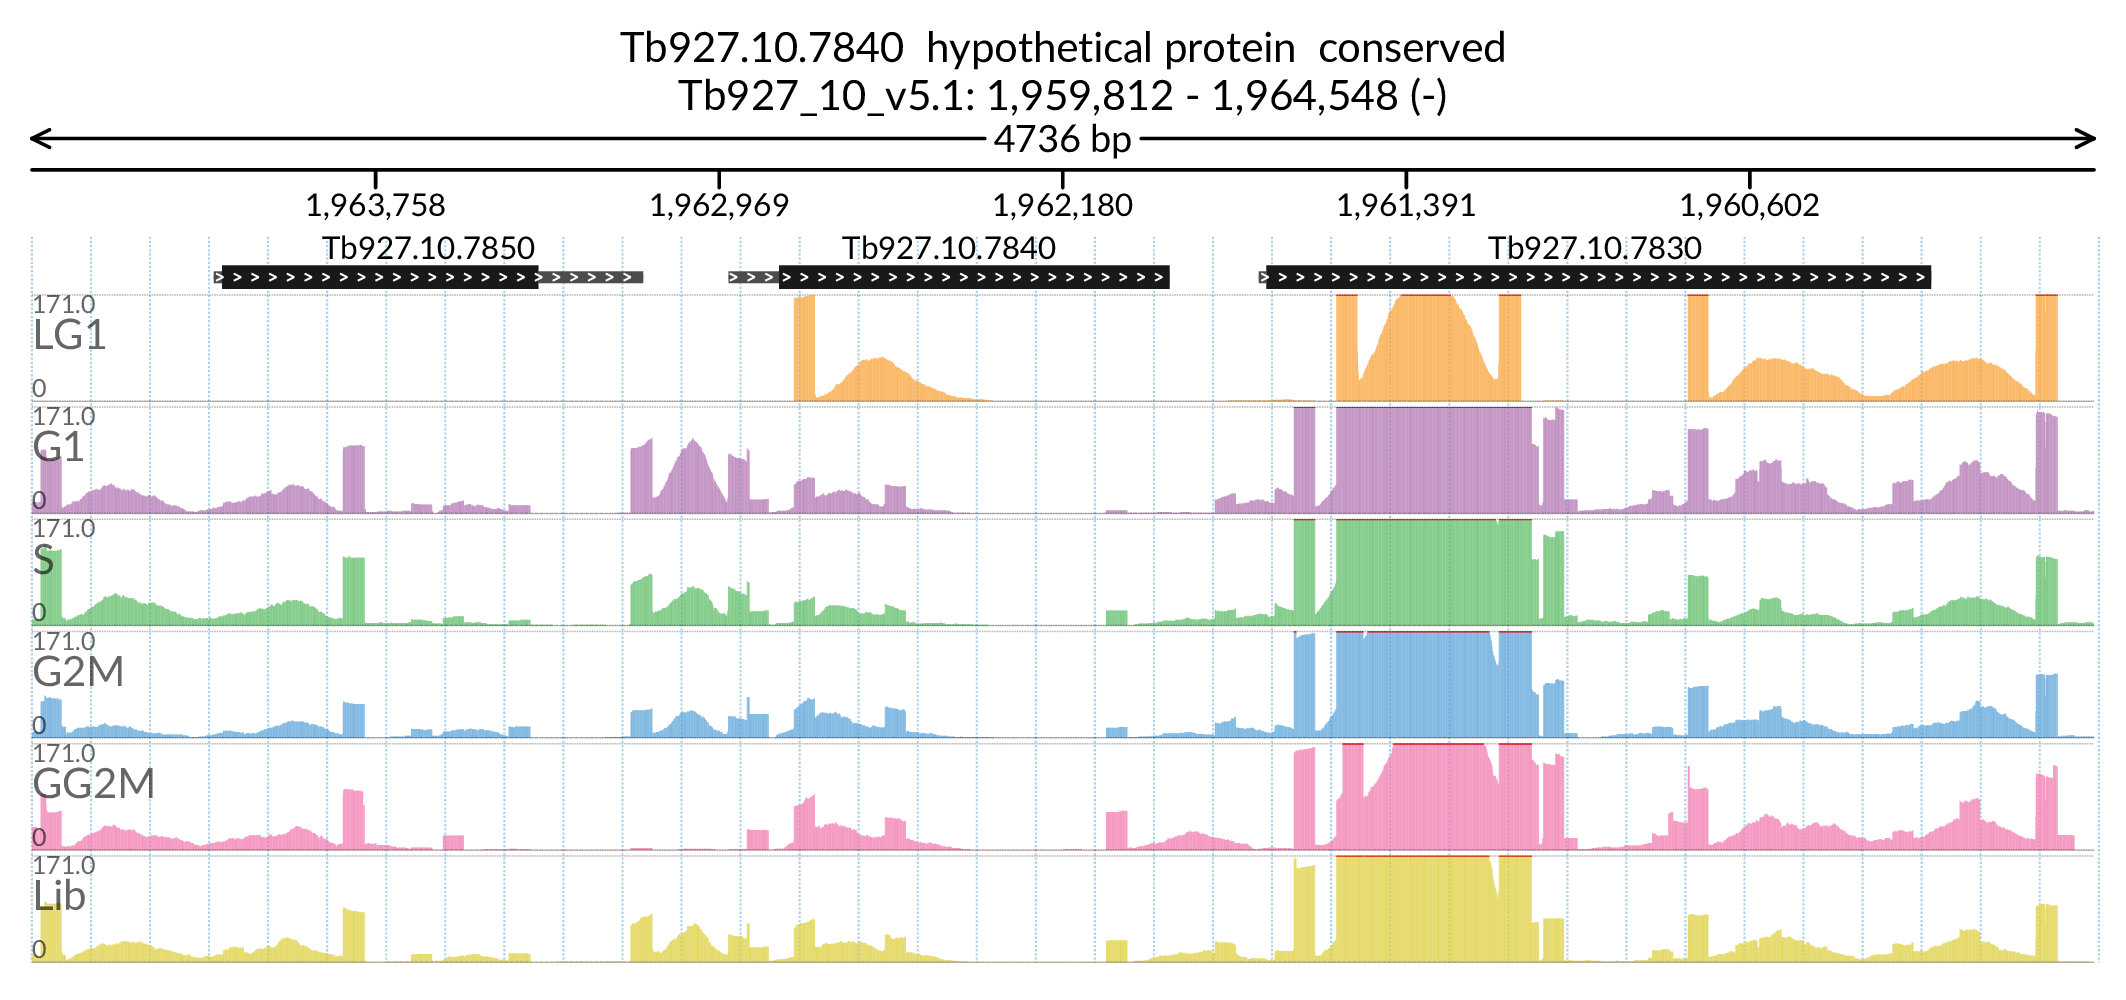 Tb927.10.7840 hypothetical protein conserved
Tb927_10_v5.1: 1,959,812 - 1,964,548 (-)
4736 bp
1,963,758 1,962,969 1,962,180 1,961,391 1,960,602
Tb927.10.7850 Tb927.10.7840 Tb927.10.7830
171.0
LG1
0
171.0
G1
0
171.0
S
0
171.0
G2M
0
171.0
GG2M
0
171.0
Lib
0